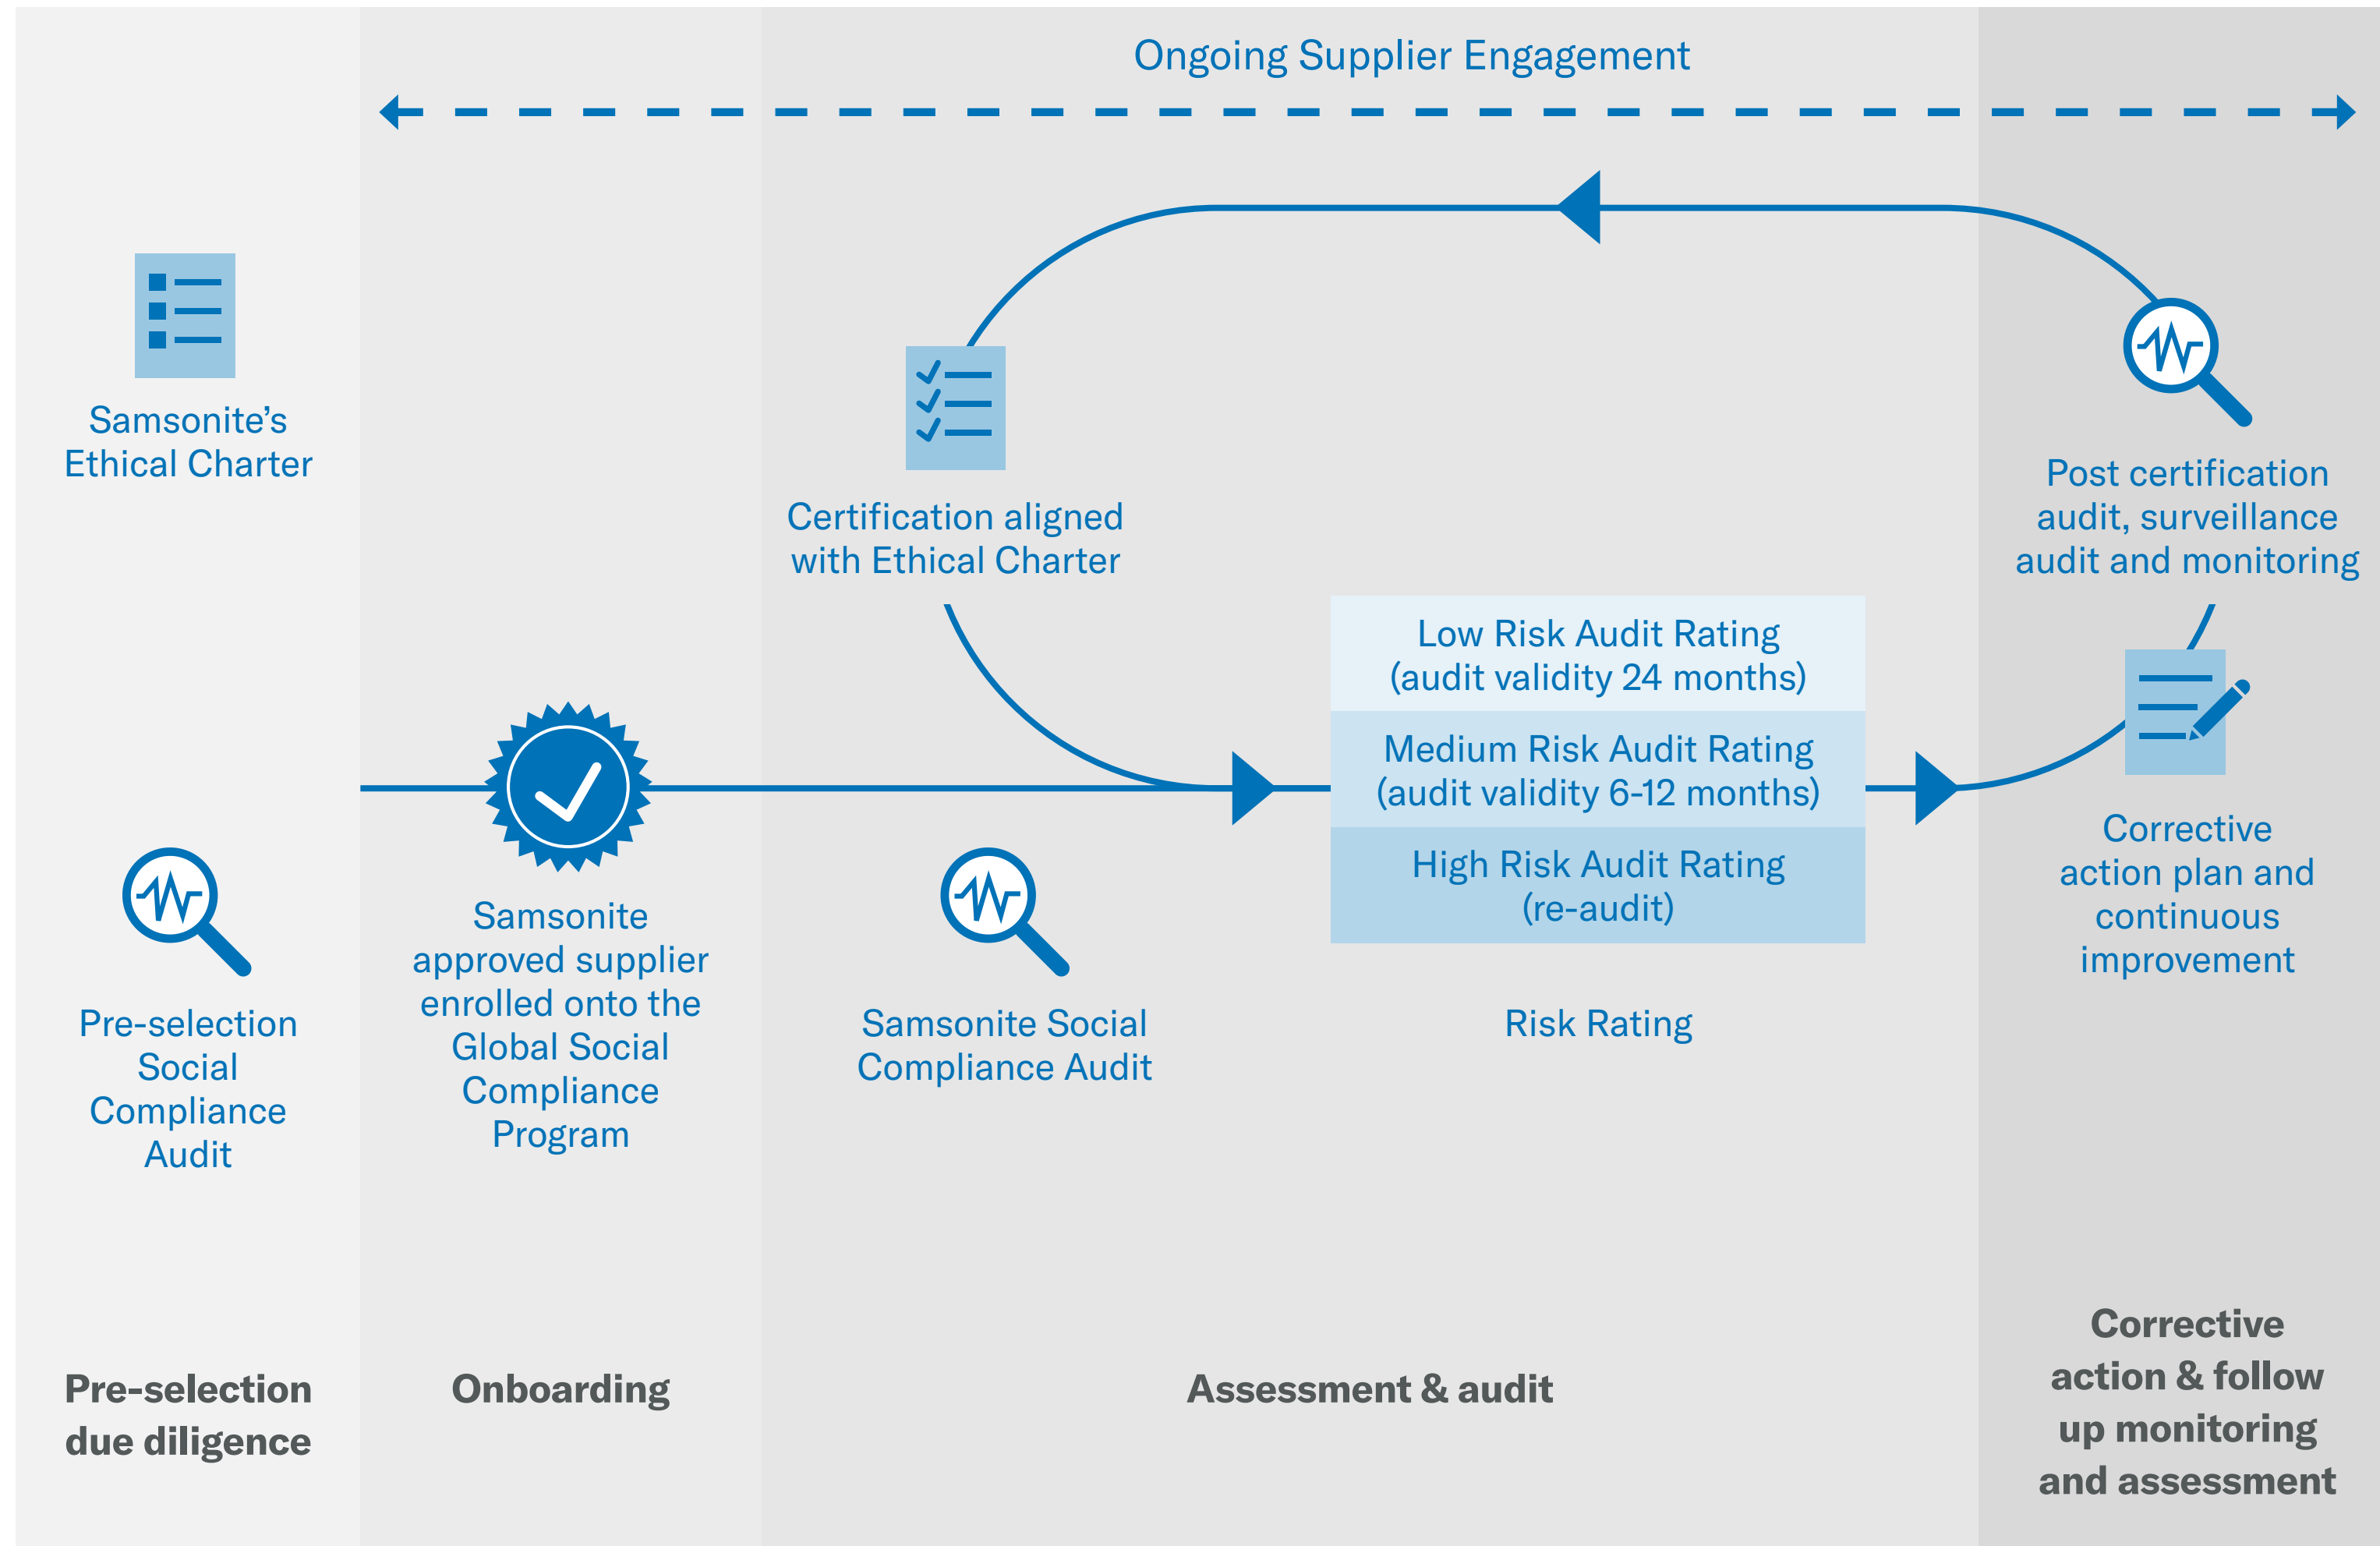 Ongoing Supplier Engagement
Samsonite’s
Ethical Charter
Pre-selection
Social
Compliance
Audit
Samsonite
approved supplier
enrolled onto the
Global Social
Compliance
Program
Certification aligned
with Ethical Charter
Samsonite Social
Compliance Audit
Low Risk Audit Rating
(audit validity 24 months)
Medium Risk Audit Rating
(audit validity 6-12 months)
High Risk Audit Rating
(re-audit)
Risk Rating
Post certification
audit, surveillance
audit and monitoring
Corrective
action plan and
continuous
improvement
Pre-selection
due diligence
Onboarding
Assessment & audit
Corrective
action & follow
up monitoring
and assessment